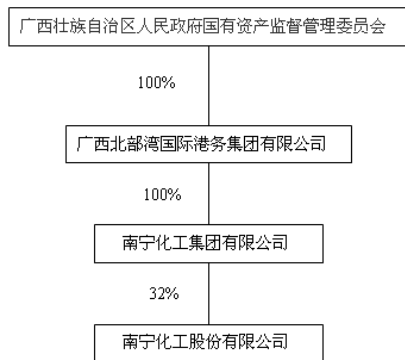 广西壮族自治区人民政府国有资产监督管理委员会
100%
广西北部湾国际港务集团有限公司
100%
南宁化工集团有限公司
32%
南宁化工股份有限公司